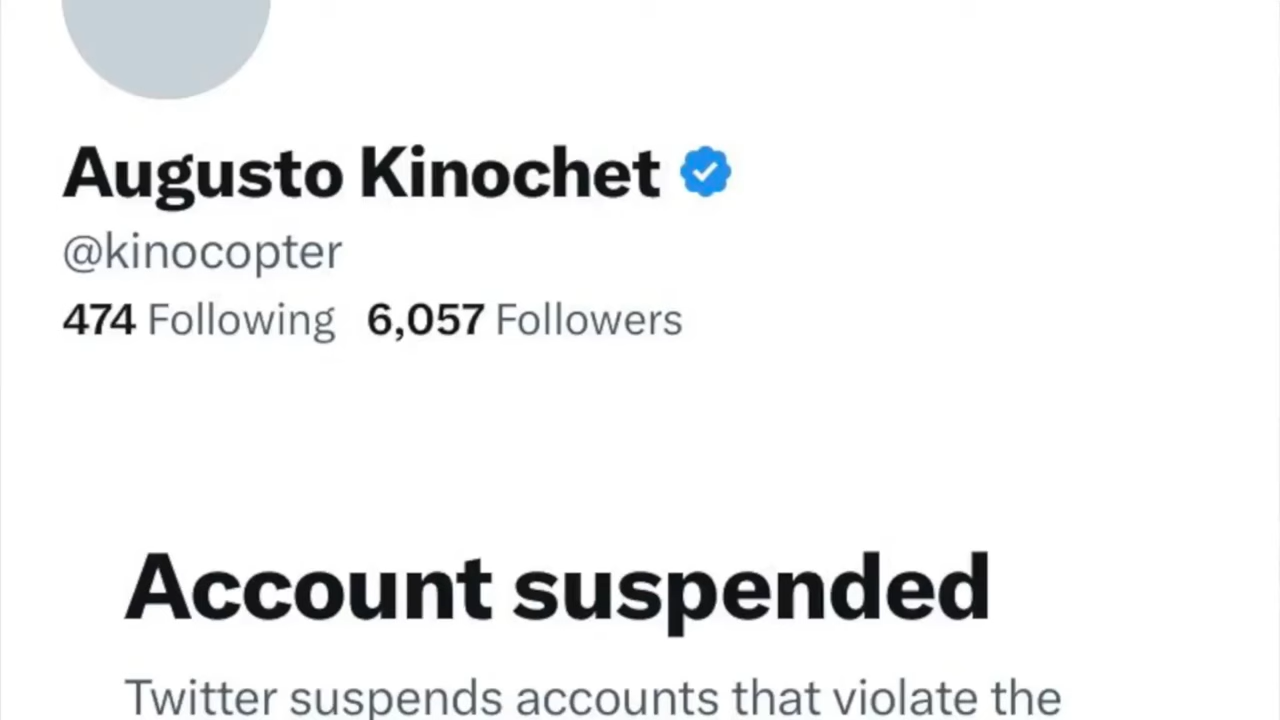 Augusto Kinochet
@kinocopter
474 Following 6,057 Followers
Account suspended
Twitter suspends accounts that violate the